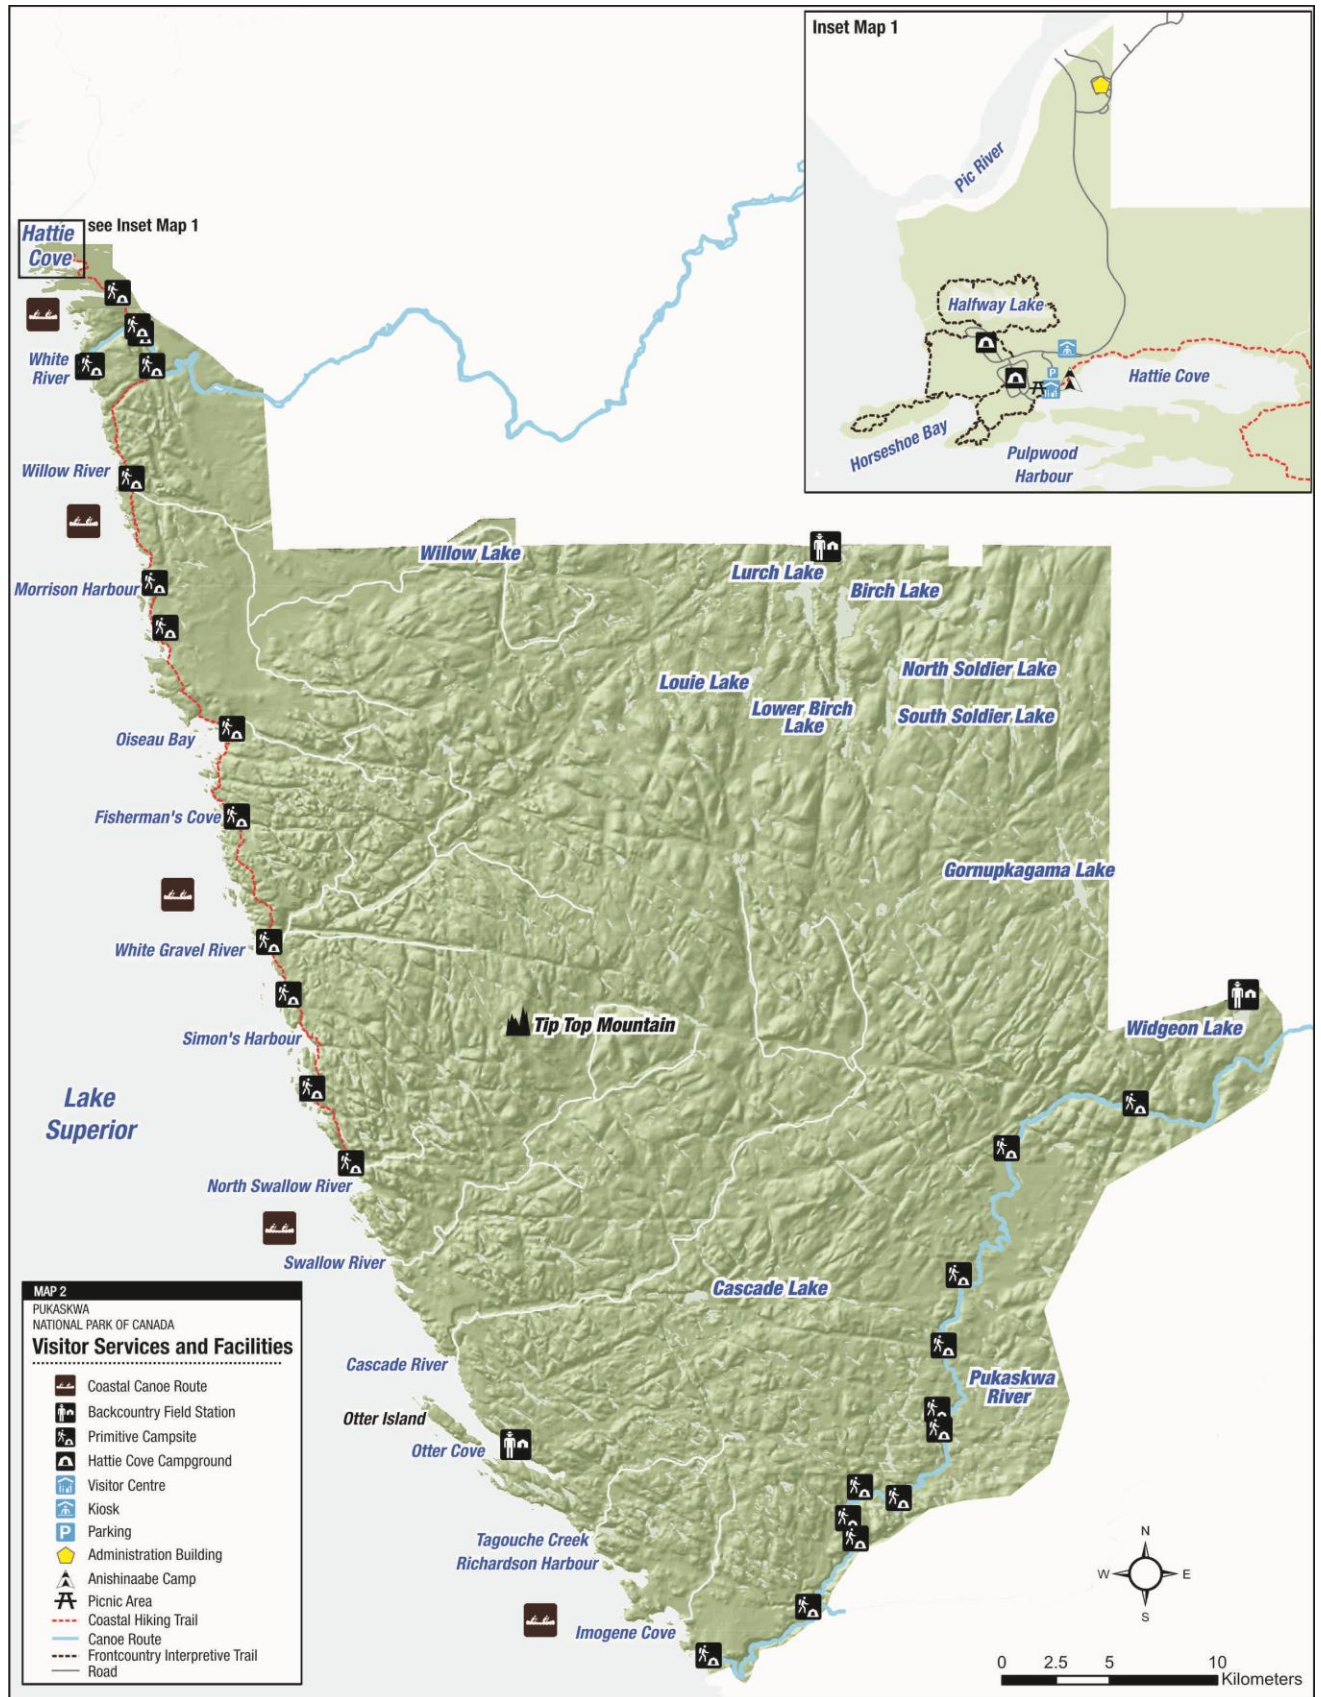 Inset Map 1
Pic River
Halfway Lake
P
Hattie Cove
Horseshoe Bay
Pulpwood
Harbour
see Inset Map 1
Hattie
Cove
White
River
Willow River
Willow Lake
Lurch Lake
Birch Lake
Morrison Harbour
North Soldier Lake
Louie Lake
Lower Birch
Lake
South Soldier Lake
Oiseau Bay
Fisherman's Cove
Gornupkagama Lake
White Gravel River
Tip Top Mountain
Widgeon Lake
Simon's Harbour
Lake
Superior
North Swallow River
Swallow River
Cascade Lake
Cascade River
Pukaskwa
River
Otter Island
Otter Cove
Tagouche Creek
Richardson Harbour
Imogene Cove
MAP 2
PUKASKWA
NATIONAL PARK OF CANADA
Visitor Services and Facilities
Coastal Canoe Route
Backcountry Field Station
Primitive Campsite
Hattie Cove Campground
Visitor Centre
Kiosk
P Parking
Administration Building
Anishinaabe Camp
Picnic Area
Coastal Hiking Trail
Canoe Route
Frontcountry Interpretive Trail
Road
N
W E
S
0 2.5 5 10
Kilometers